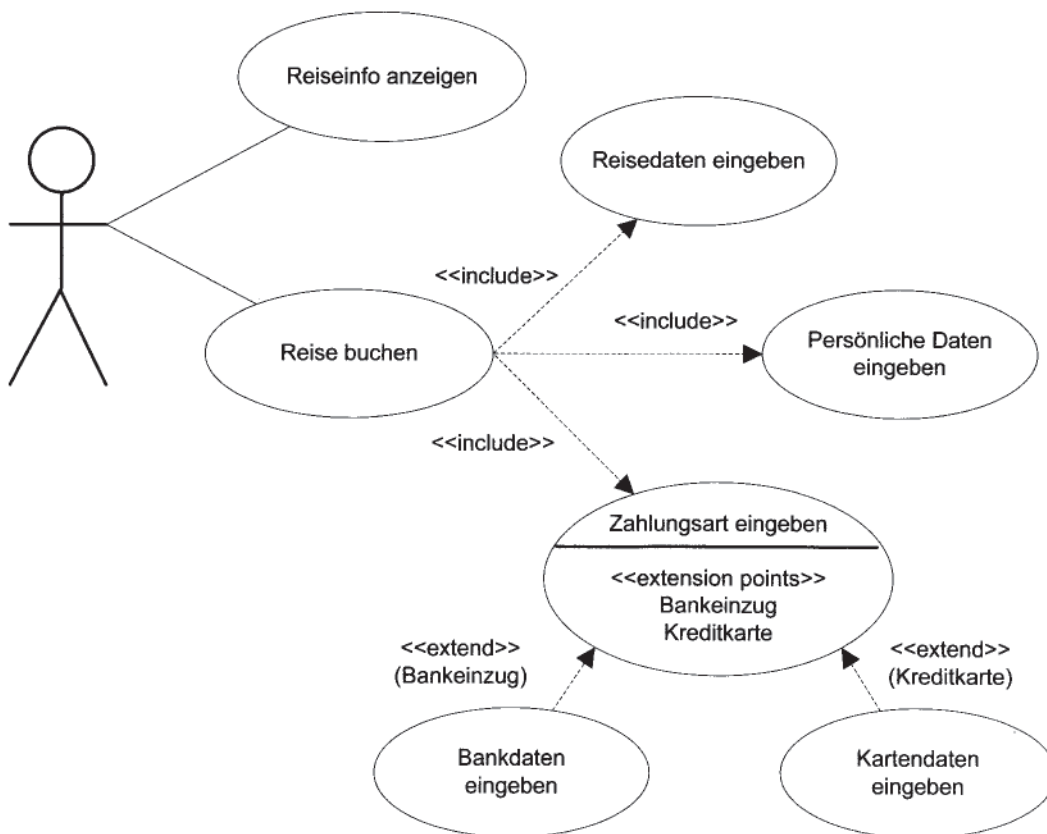 Reiseinfo anzeigen
Reisedaten eingeben
<<include>>
<<include>>
Reise buchen
Persönliche Daten
eingeben
<<include>>
Zahlungsart eingeben
<<extension points>>
Bankeinzug
Kreditkarte
<<extend>>
(Bankeinzug)
<<extend>>
(Kreditkarte)
Bankdaten
eingeben
Kartendaten
eingeben